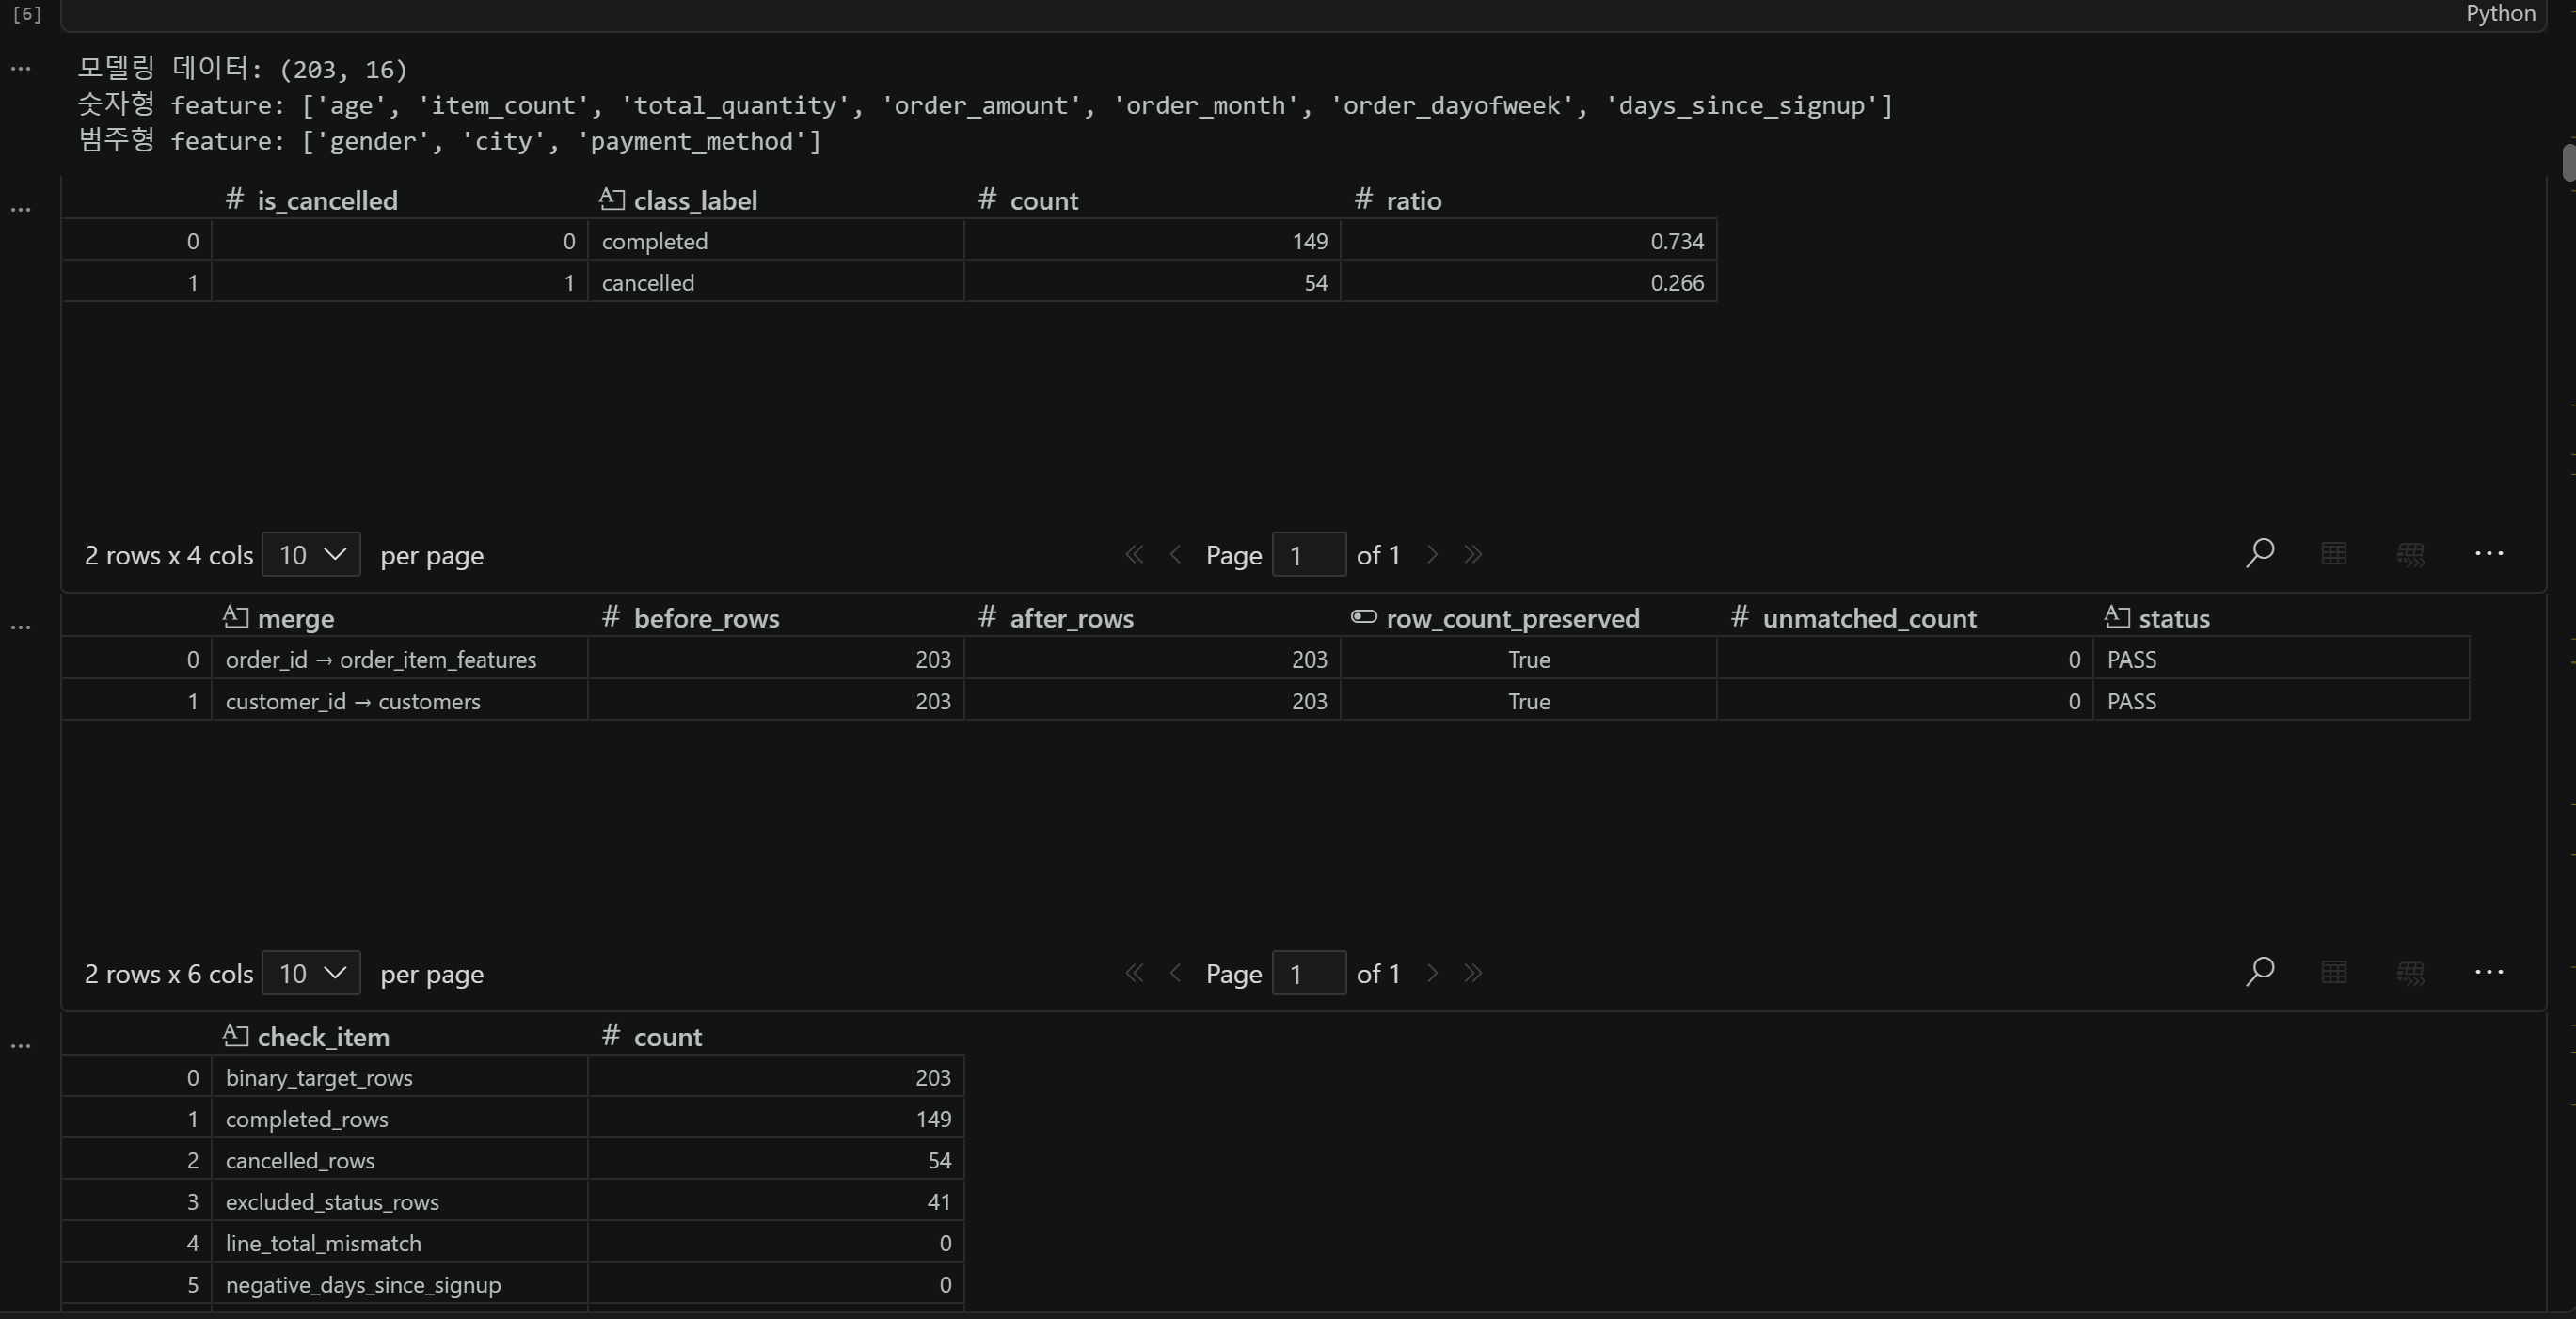 [6]
Python
모델링 데이터: (203, 16)
숫자형 feature: ['age', 'item_count', 'total_quantity', 'order_amount', 'order_month', 'order_dayofweek', 'days_since_signup']
범주형 feature: ['gender', 'city', 'payment_method']
# is_cancelled class_label # count # ratio
0 0 completed 149 0.734
1 1 cancelled 54 0.266
2 rows x 4 cols 10 per page Page 1 of 1
merge # before_rows # after_rows row_count_preserved # unmatched_count status
0 order_id → order_item_features 203 203 True 0 PASS
1 customer_id → customers 203 203 True 0 PASS
2 rows x 6 cols 10 per page Page 1 of 1
check_item # count
0 binary_target_rows 203
1 completed_rows 149
2 cancelled_rows 54
3 excluded_status_rows 41
4 line_total_mismatch 0
5 negative_days_since_signup 0